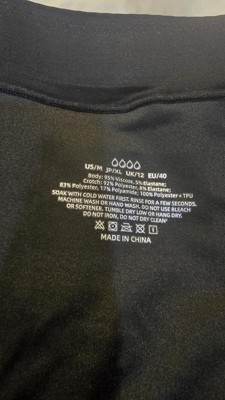 US/M JP/XL UK/12 EU/40
Body: 95% Viscose, 5% Elastane;
Crotch: 92% Polyester, 8% Elastane;
83% Polyester, 17% Polyamide; 100% Polyester + TPU
SOAK WITH COLD WATER FIRST. RINSE FOR A FEW SECONDS.
MACHINE WASH OR HAND WASH. DO NOT USE BLEACH
OR SOFTENER. TUMBLE DRY LOW OR HANG DRY.
DO NOT IRON, DO NOT DRY CLEAN
MADE IN CHINA